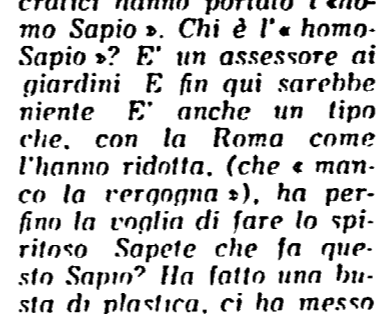 cratici hanno portato l'«ho-
mo Sapio ». Chi è l'« homo-
Sapio »? E' un assessore ai
giardini E fin qui sarebbe
niente E' anche un tipo
che, con la Roma come
l'hanno ridotta, (che « man-
co la vergogna »), ha per-
fino la voglia di fare lo spi-
ritoso Sapete che fa que-
sto Sapio? Ha fatto una bu-
sta di plastica, ci ha messo